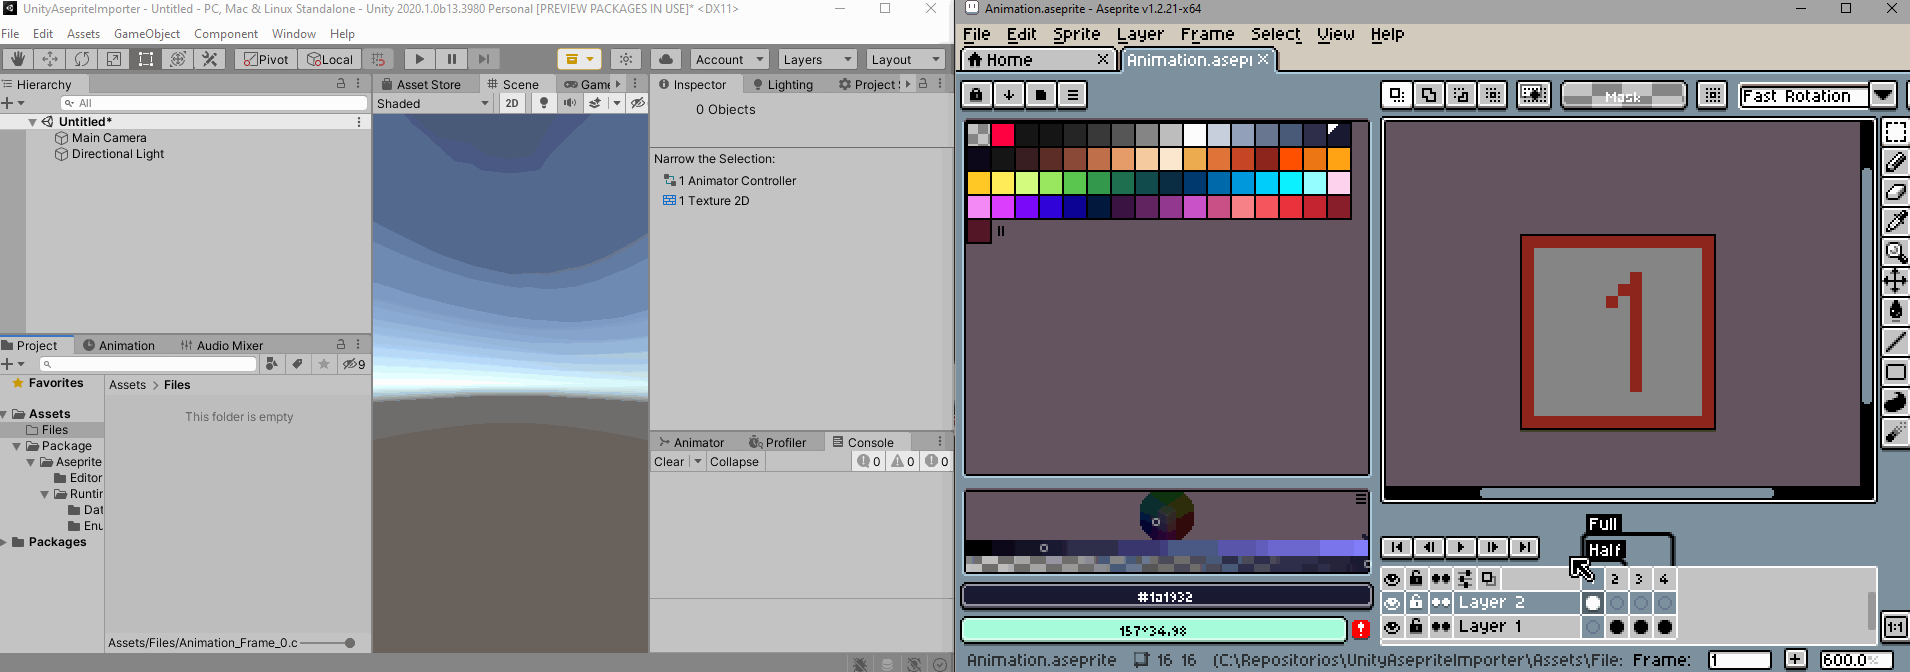 UnityAsepriteImporter - Untitled - PC, Mac & Linux Standalone - Unity 2020.1.0b13.3980 Personal [PREVIEW PACKAGES IN USE]* <DX11>
File Edit Assets GameObject Component Window Help
Pivot Local Account Layers Layout
Hierarchy
All
Untitled*
Main Camera
Directional Light
Asset Store Scene Game
Shaded 2D
Inspector Lighting Project
0 Objects
Narrow the Selection:
1 Animator Controller
1 Texture 2D
Project Animation Audio Mixer
9
Favorites
Assets
Files
Package
Aseprite
Editor
Runtir
Dat
Enu
Packages
Assets > Files
This folder is empty
Assets/Files/Animation_Frame_0.c
Animator Profiler Console
Clear Collapse 0 0 0
Animation.aseprite - Aseprite v1.2.21-x64
File Edit Sprite Layer Frame Select View Help
Home Animation.asepr
Mask Fast Rotation
1
Full
Half
2 3 4
Layer 2
Layer 1
#1a1932
157°34.98
1:1
Animation.aseprite 16 16 (C:\Repositorios\UnityAsepriteImporter\Assets\File: Frame: 1 600.0